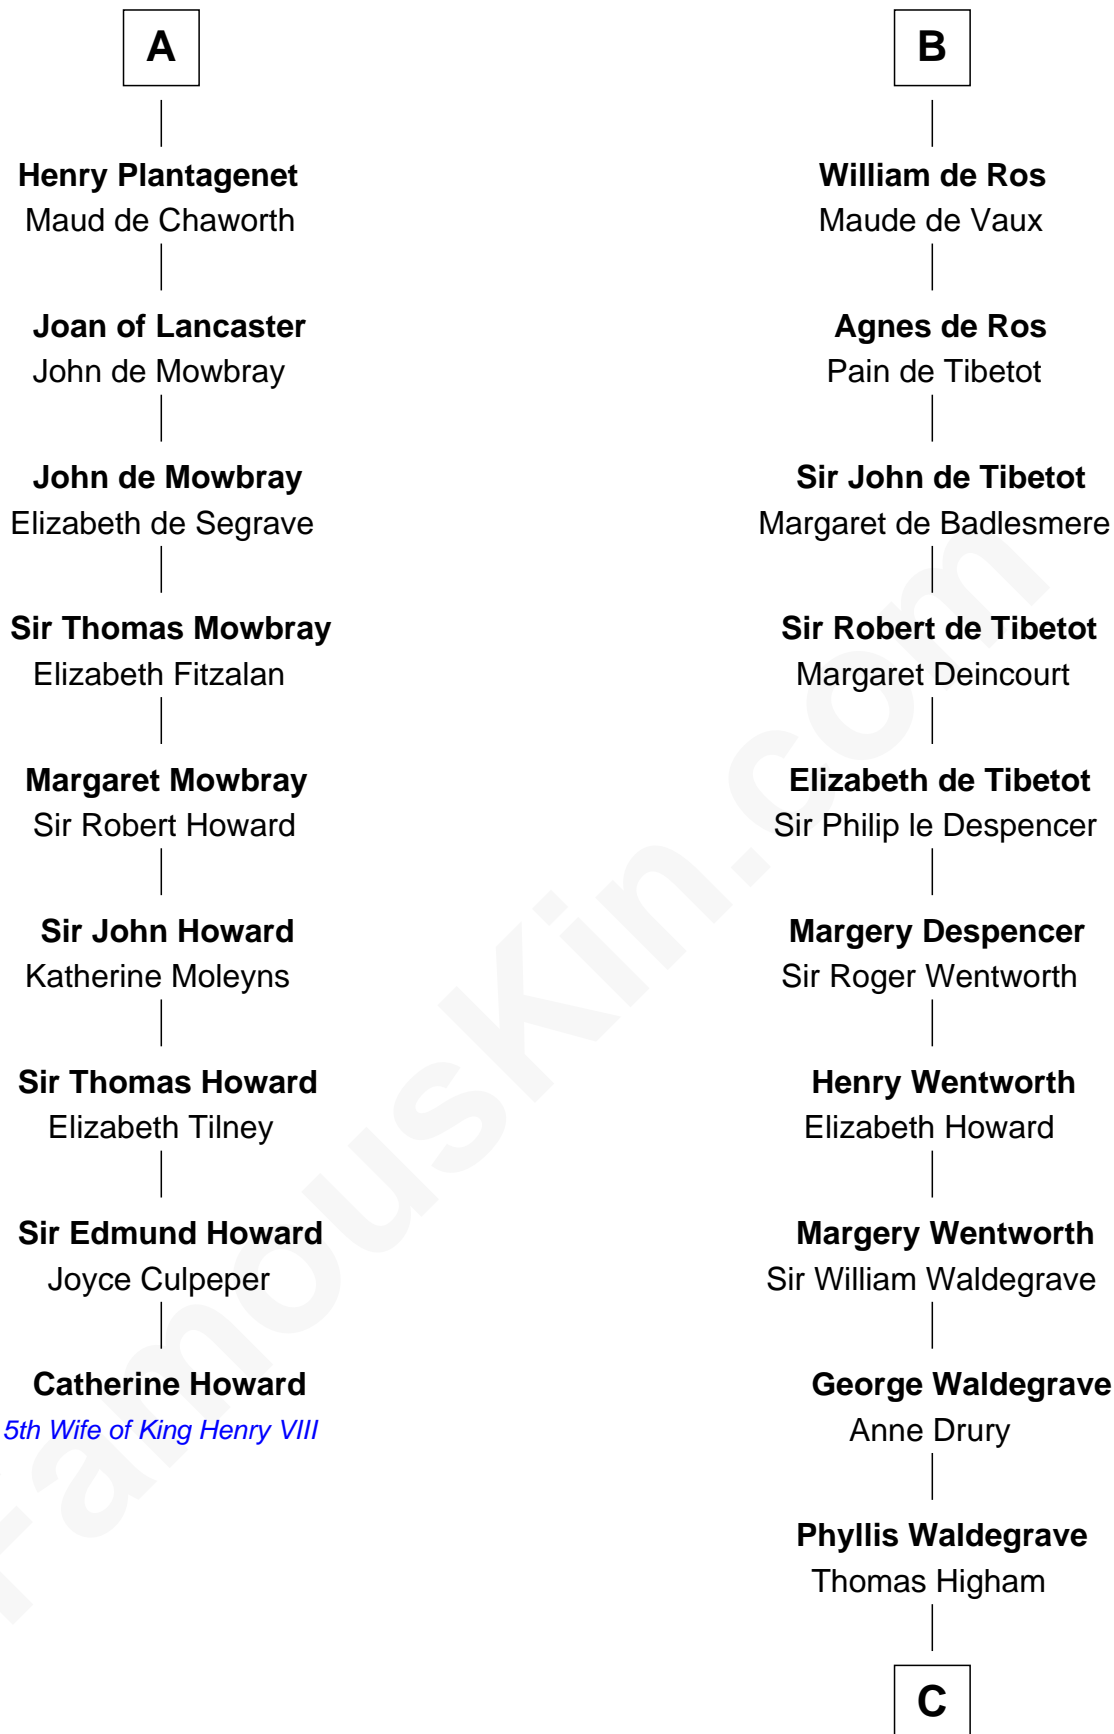 A
Henry Plantagenet
Maud de Chaworth
Joan of Lancaster
John de Mowbray
John de Mowbray
Elizabeth de Segrave
Sir Thomas Mowbray
Elizabeth Fitzalan
Margaret Mowbray
Sir Robert Howard
Sir John Howard
Katherine Moleyns
Sir Thomas Howard
Elizabeth Tilney
Sir Edmund Howard
Joyce Culpeper
Catherine Howard
5th Wife of King Henry VIII
B
William de Ros
Maude de Vaux
Agnes de Ros
Pain de Tibetot
Sir John de Tibetot
Margaret de Badlesmere
Sir Robert de Tibetot
Margaret Deincourt
Elizabeth de Tibetot
Sir Philip le Despencer
Margery Despencer
Sir Roger Wentworth
Henry Wentworth
Elizabeth Howard
Margery Wentworth
Sir William Waldegrave
George Waldegrave
Anne Drury
Phyllis Waldegrave
Thomas Higham
C
FamousKin.com